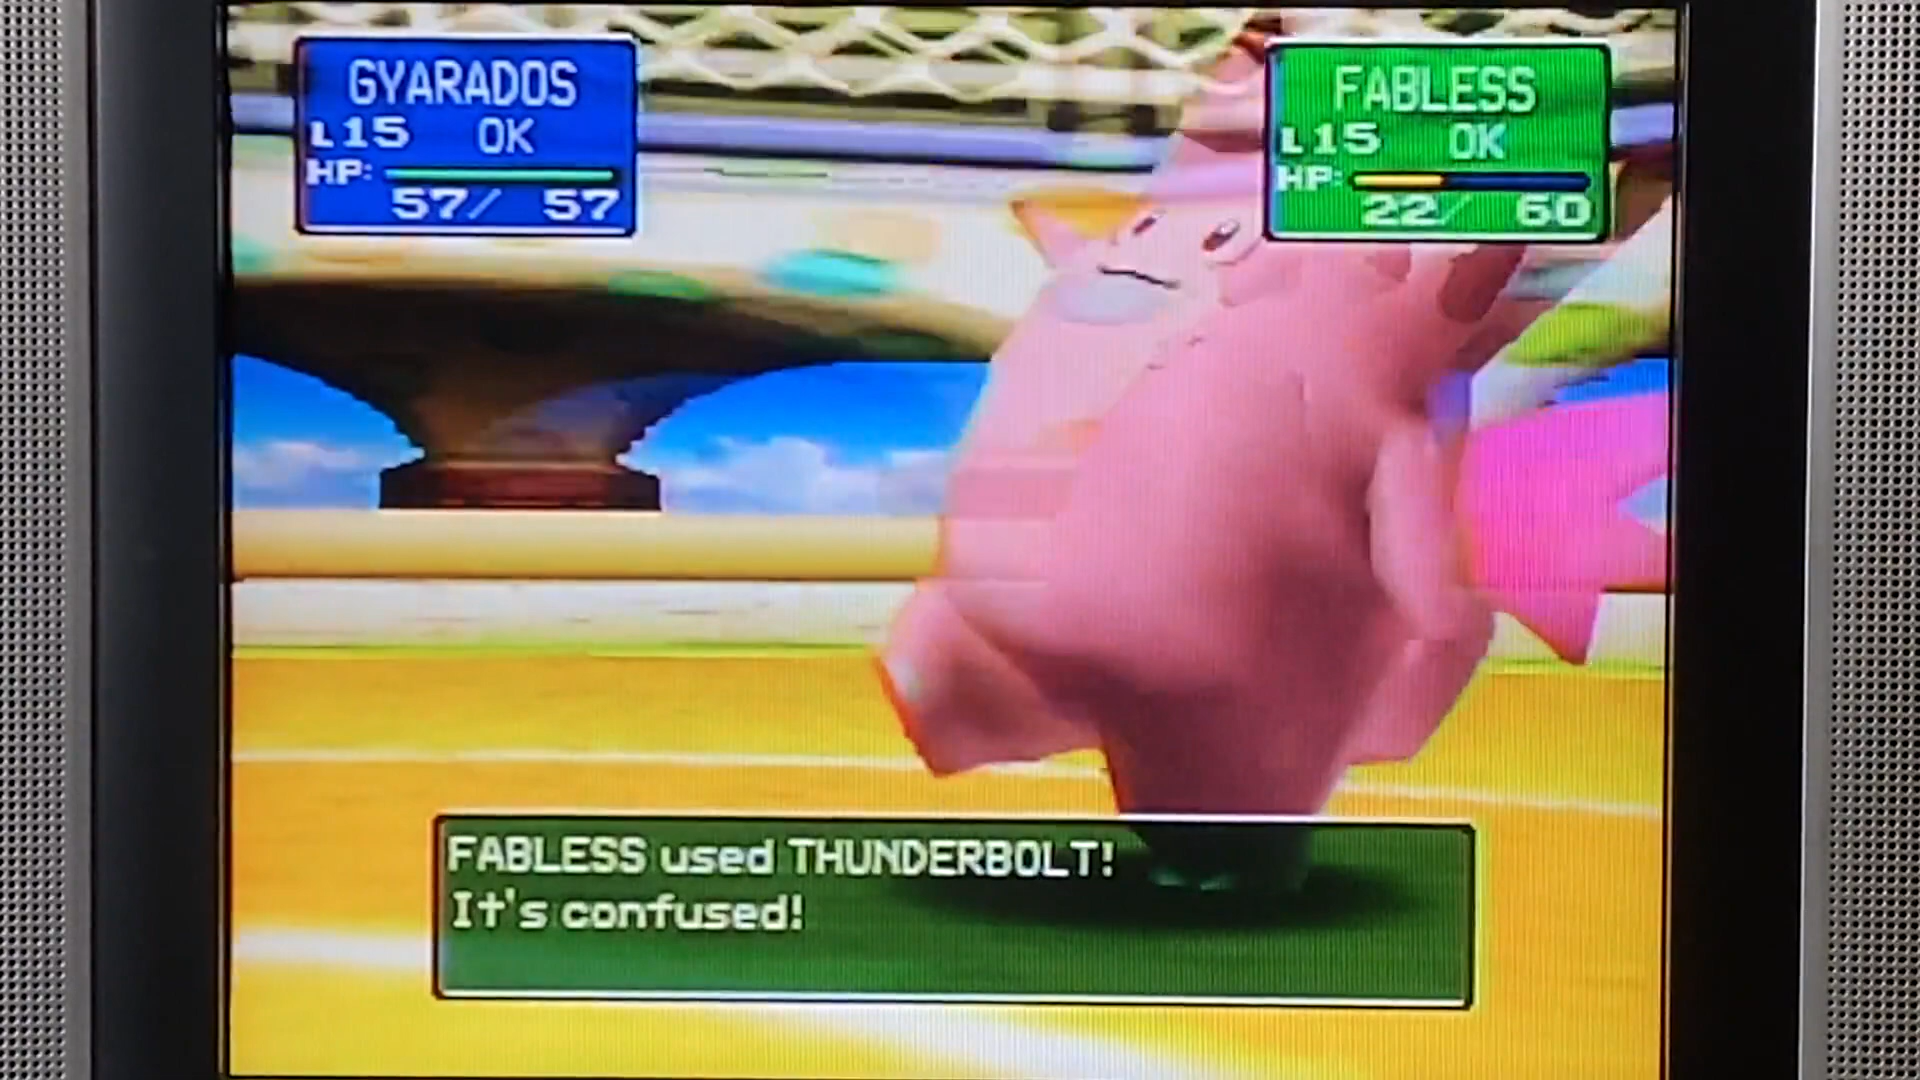 GYARADOS
L15 OK
HP:
57/ 57
FABLESS
L15 OK
HP:
22/ 60
FABLESS used THUNDERBOLT!
It's confused!